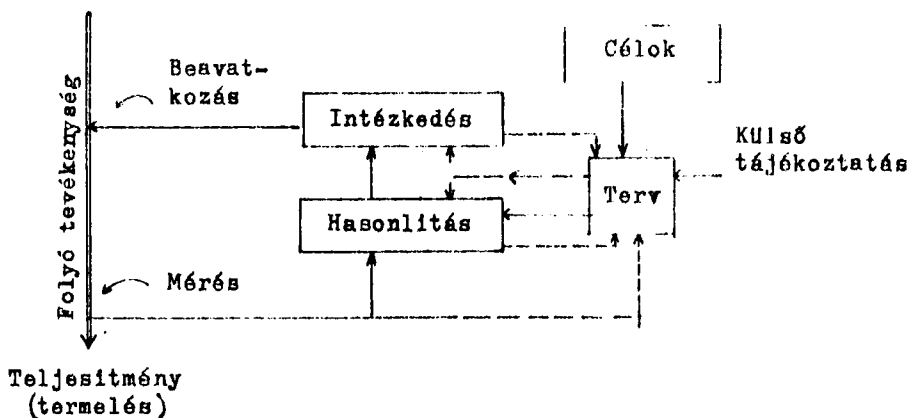 Célok
Beavat-
kozás
Intézkedés
Külső
tájékoztatás
Terv
Hasonlitás
Folyó tevékenység
Mérés
Teljesitmény
(termelés)